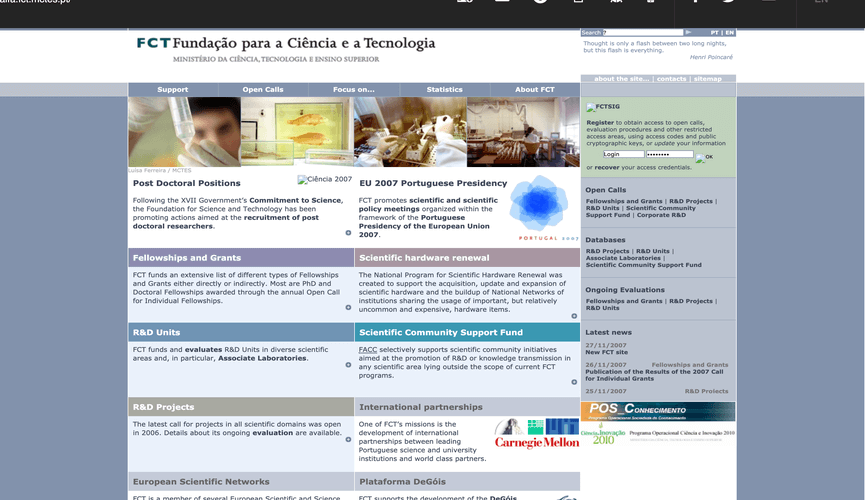 EN
FCT Fundação para a Ciência e a Tecnologia
MINISTÉRIO DA CIÊNCIA, TECNOLOGIA E ENSINO SUPERIOR
Search ?
PT | EN
Thought is only a flash between two long nights,
but this flash is everything.
Henri Poincaré
about the site... | contacts | sitemap
Support
Open Calls
Focus on...
Statistics
About FCT
Luísa Ferreira / MCTES
Post Doctoral Positions
Ciência 2007
Following the XVII Government's Commitment to Science,
the Foundation for Science and Technology has been
promoting actions aimed at the recruitment of post
doctoral researchers.
EU 2007 Portuguese Presidency
FCT promotes scientific and scientific
policy meetings organized within the
framework of the Portuguese
Presidency of the European Union
2007.
PORTUGAL 2007
Fellowships and Grants
FCT funds an extensive list of different types of Fellowships
and Grants either directly or indirectly. Most are PhD and
Doctoral Fellowships awarded through the annual Open Call
for Individual Fellowships.
Scientific hardware renewal
The National Program for Scientific Hardware Renewal was
created to support the acquisition, update and expansion
of scientific hardware and the buildup of National Networks of
institutions sharing the usage of important, but relatively
uncommon and expensive, hardware items.
R&D Units
FCT funds and evaluates R&D Units in diverse scientific
areas and, in particular, Associate Laboratories.
Scientific Community Support Fund
FACC selectively supports scientific community initiatives
aimed at the promotion of R&D or knowledge transmission in
any scientific area lying outside the scope of current FCT
programs.
R&D Projects
The latest call for projects in all scientific domains was open
in 2006. Details about its ongoing evaluation are available.
International partnerships
One of FCT's missions is the
development of international
partnerships between leading
Portuguese science and university
institutions and world class partners.
Carnegie Mellon
European Scientific Networks
FCT is a member of several European Scientific and Science
Plataforma DeGóis
FCT supports the development of the DeGóis
FCTSIG
Register to obtain access to open calls,
evaluation procedures and other restricted
access areas, using access codes and public
cryptographic keys, or update your information
Login
OK
or recover your access credentials.
Open Calls
Fellowships and Grants | R&D Projects |
R&D Units | Scientific Community
Support Fund | Corporate R&D
Databases
R&D Projects | R&D Units |
Associate Laboratories |
Scientific Community Support Fund
Ongoing Evaluations
Fellowships and Grants | R&D Projects |
R&D Units
Latest news
27/11/2007
New FCT site
26/11/2007 Fellowships and Grants
Publication of the Results of the 2007 Call
for Individual Grants
25/11/2007 R&D Projects
POS_Conhecimento
Programa Operacional Sociedade do Conhecimento
Ciência e Inovação
2010
Programa Operacional Ciência e Inovação 2010